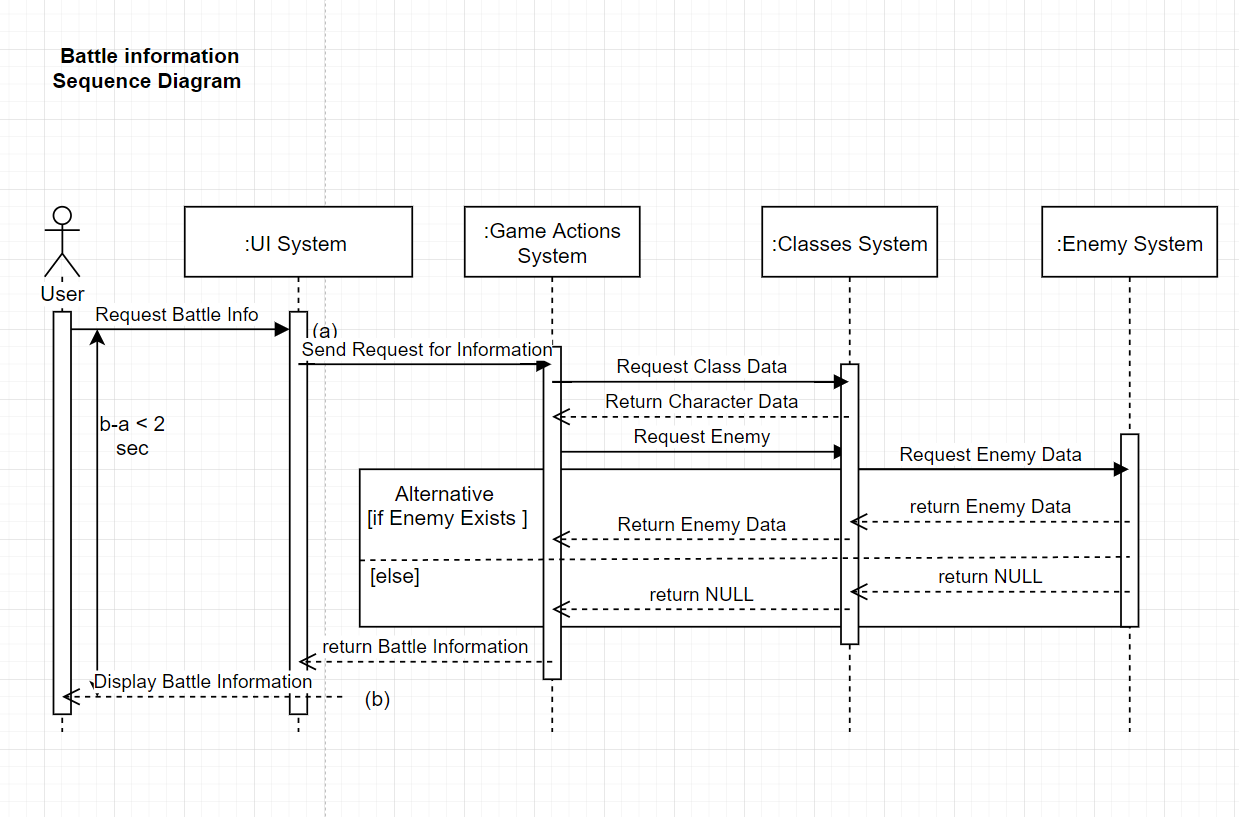 Battle information
Sequence Diagram
:UI System
:Game Actions
System
:Classes System
:Enemy System
User
Request Battle Info
(a)
Send Request for Information
Request Class Data
Return Character Data
b-a < 2
sec
Request Enemy
Request Enemy Data
Alternative
[if Enemy Exists ]
return Enemy Data
Return Enemy Data
[else]
return NULL
return NULL
return Battle Information
Display Battle Information
(b)